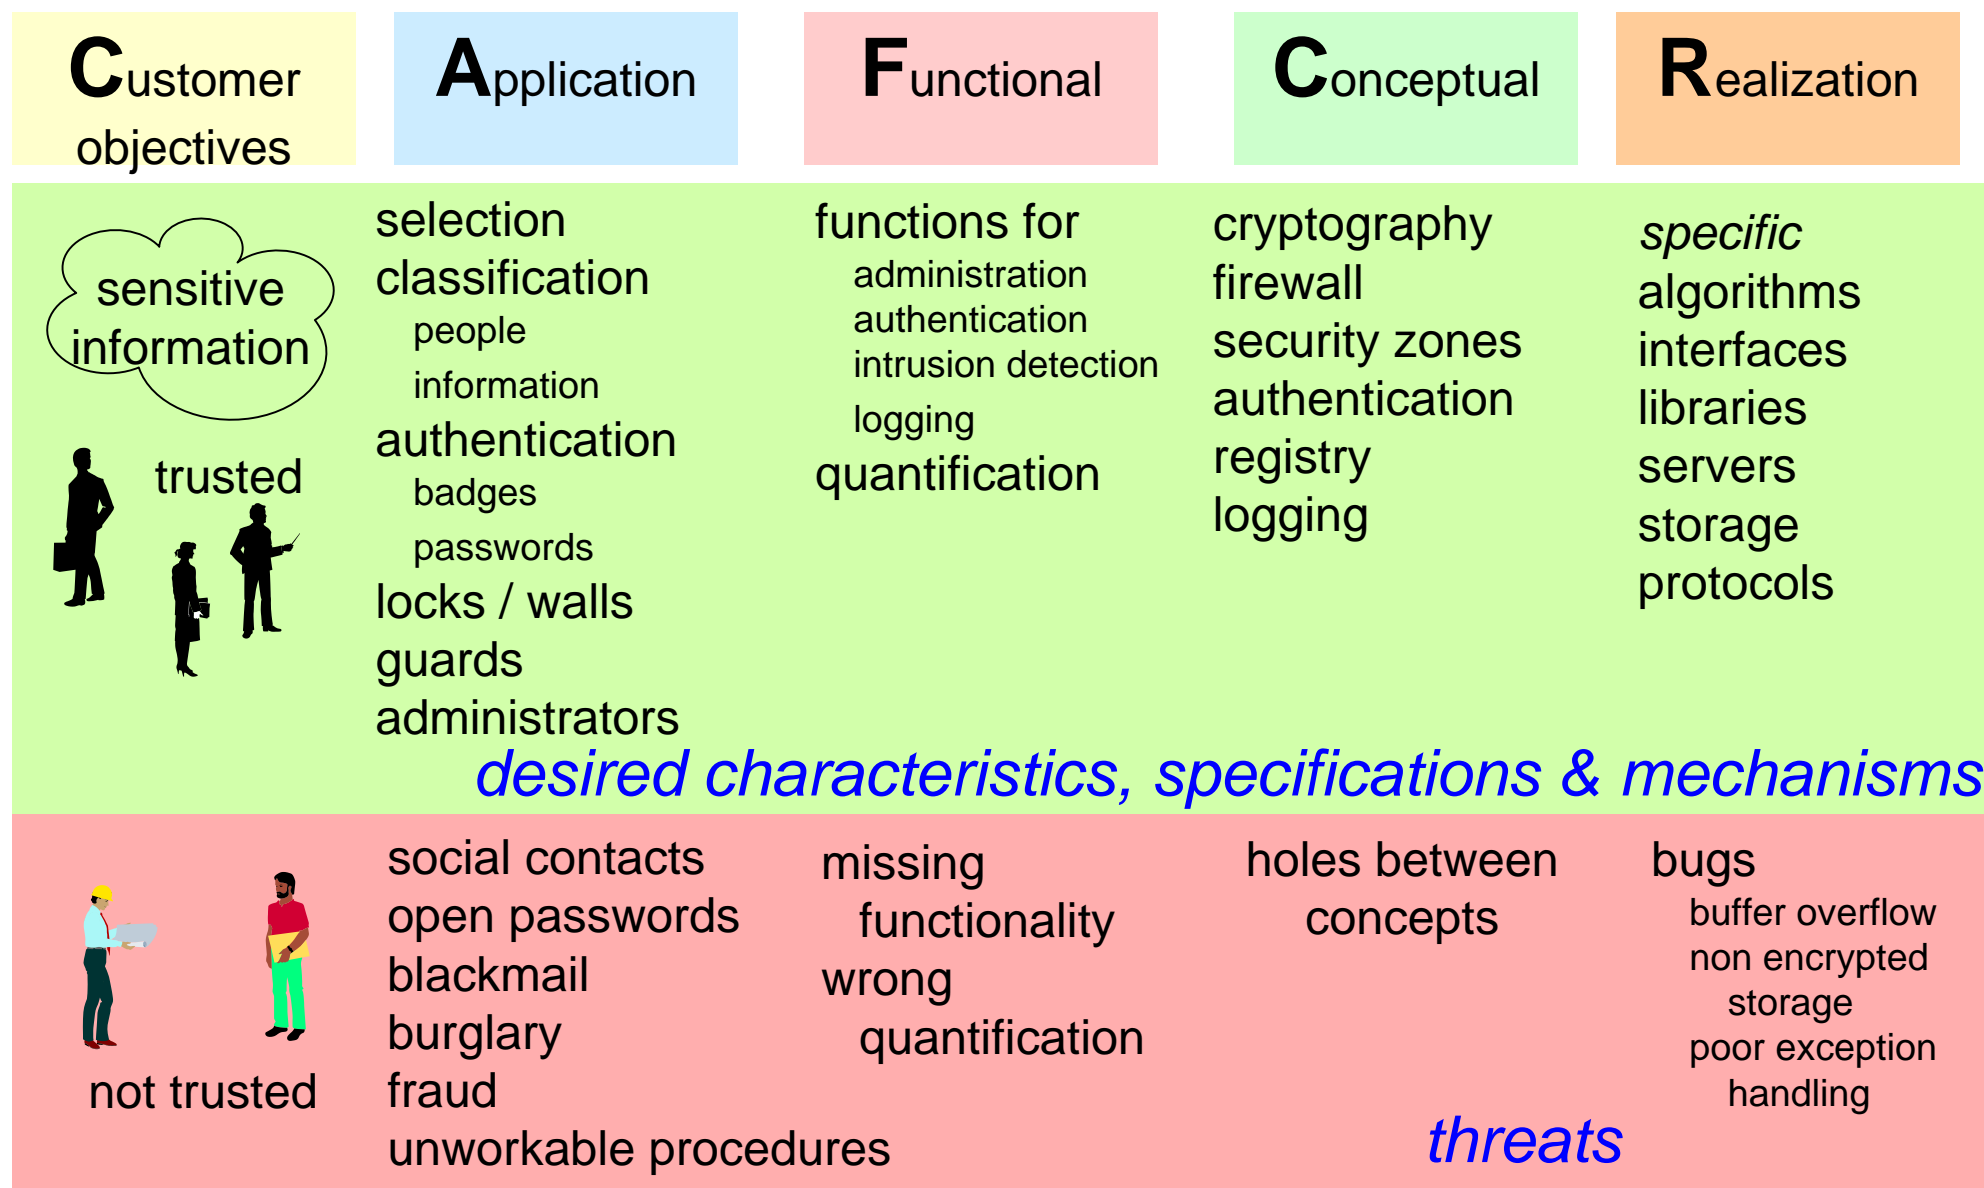 Customer
objectives
Application
Functional
Conceptual
Realization
sensitive
information
trusted
selection
classification
people
information
authentication
badges
passwords
locks / walls
guards
administrators
functions for
administration
authentication
intrusion detection
logging
quantification
cryptography
firewall
security zones
authentication
registry
logging
specific
algorithms
interfaces
libraries
servers
storage
protocols
desired characteristics, specifications & mechanisms
not trusted
social contacts
open passwords
blackmail
burglary
fraud
unworkable procedures
missing
functionality
wrong
quantification
holes between
concepts
bugs
buffer overflow
non encrypted
storage
poor exception
handling
threats